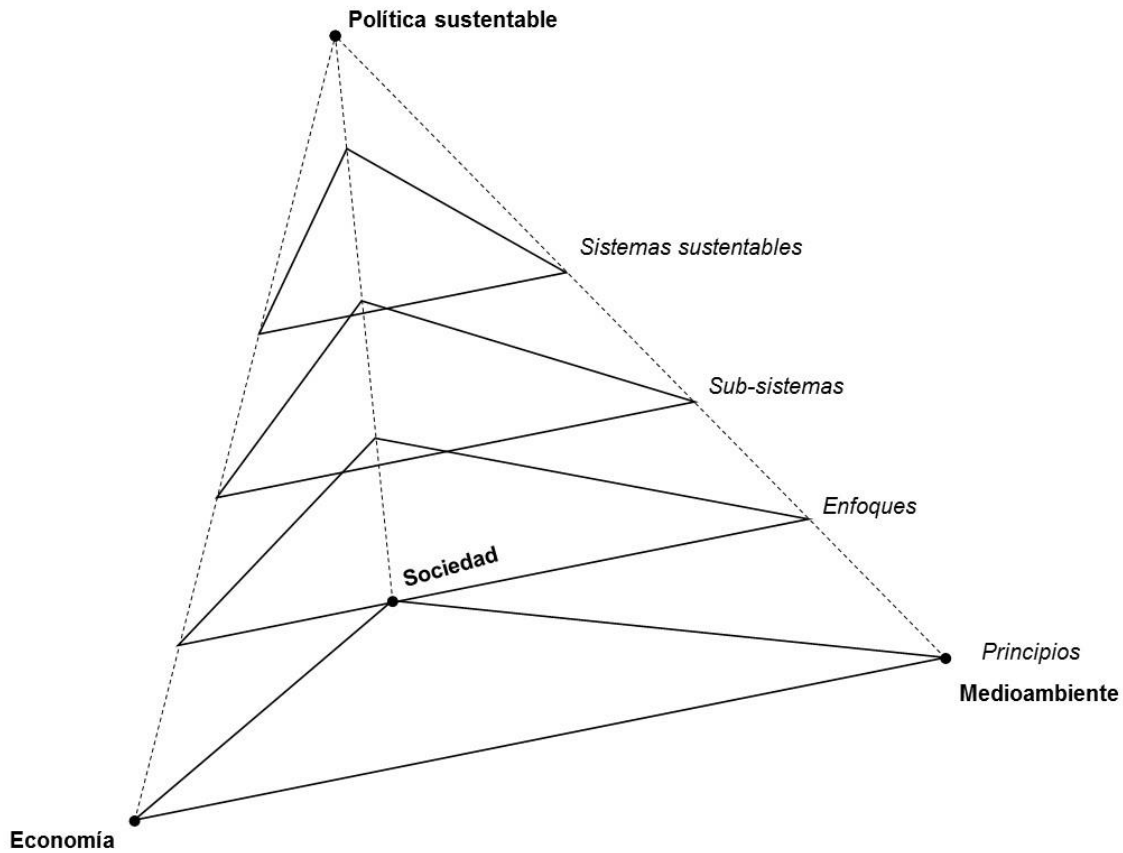 Política sustentable
Sistemas sustentables
Sub-sistemas
Enfoques
Sociedad
Principios
Medioambiente
Economía